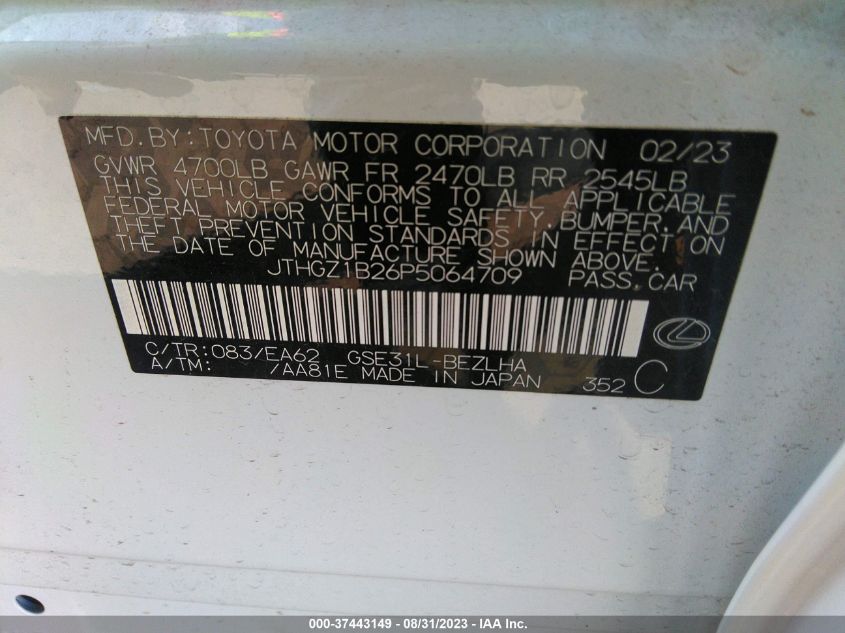 MFD.BY:TOYOTA MOTOR CORPORATION 02/23
GVWR 4700LB GAWR FR 2470LB RR 2545LB
THIS VEHICLE CONFORMS TO ALL APPLICABLE
FEDERAL MOTOR VEHICLE SAFETY,BUMPER,AND
THEFT PREVENTION STANDARDS IN EFFECT ON
THE DATE OF MANUFACTURE SHOWN ABOVE.
JTHGZ1B26P5064709 PASS.CAR
C/TR:083/EA62 GSE31L-BEZLHA
A/TM: /AA81E MADE IN JAPAN 352 C
000-37443149 - 08/31/2023 - IAA Inc.